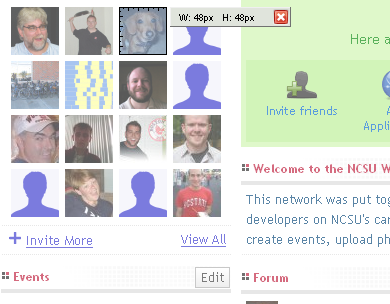 W: 48px H: 48px
Here a
Invite friends
A
Appli
Welcome to the NCSU W
This network was put tog
developers on NCSU's ca
create events, upload ph
+ Invite More
View All
Events
Edit
Forum